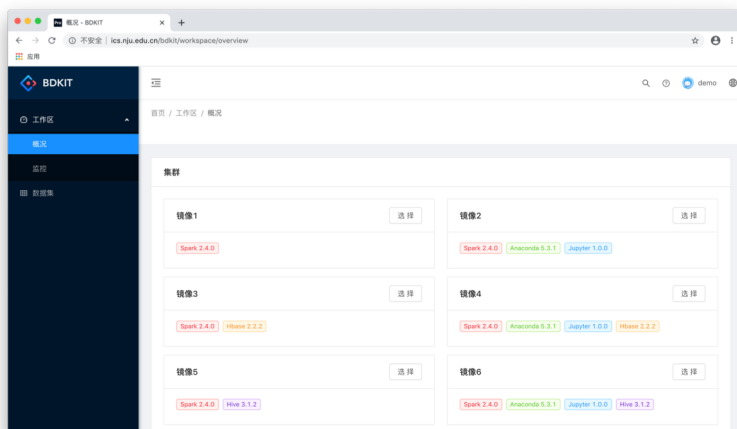 概况 - BDKIT
不安全 | ics.nju.edu.cn/bdkit/workspace/overview
应用
BDKIT
demo
工作区
首页 / 工作区 / 概况
概况
监控
数据集
集群
镜像1 选 择
镜像2 选 择
Spark 2.4.0
Spark 2.4.0 Anaconda 5.3.1 Jupyter 1.0.0
镜像3 选 择
镜像4 选 择
Spark 2.4.0 Hbase 2.2.2
Spark 2.4.0 Anaconda 5.3.1 Jupyter 1.0.0 Hbase 2.2.2
镜像5 选 择
镜像6 选 择
Spark 2.4.0 Hive 3.1.2
Spark 2.4.0 Anaconda 5.3.1 Jupyter 1.0.0 Hive 3.1.2